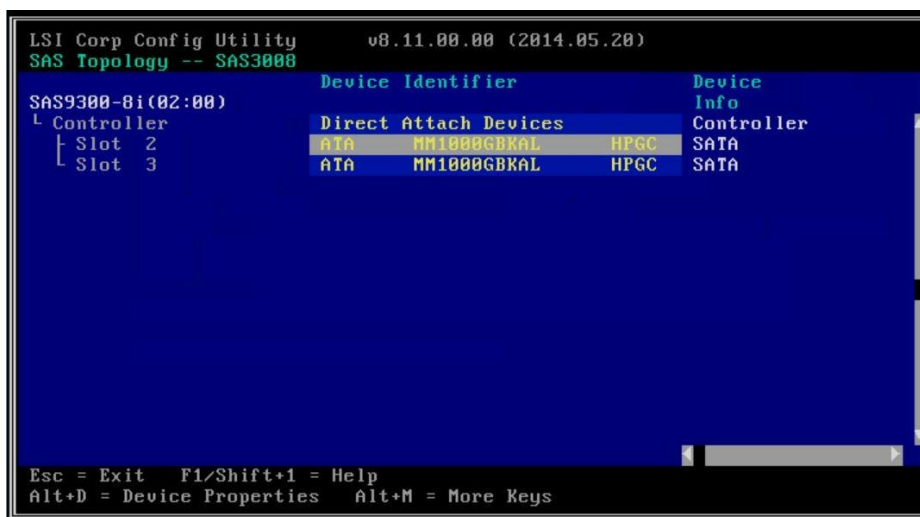 LSI Corp Config Utility v8.11.00.00 (2014.05.20)
SAS Topology -- SAS3008
Device Identifier Device
SAS9300-8i(02:00) Info
Controller Direct Attach Devices Controller
Slot 2 ATA MM1000GBKAL HPGC SATA
Slot 3 ATA MM1000GBKAL HPGC SATA
Esc = Exit F1/Shift+1 = Help
Alt+D = Device Properties Alt+M = More Keys